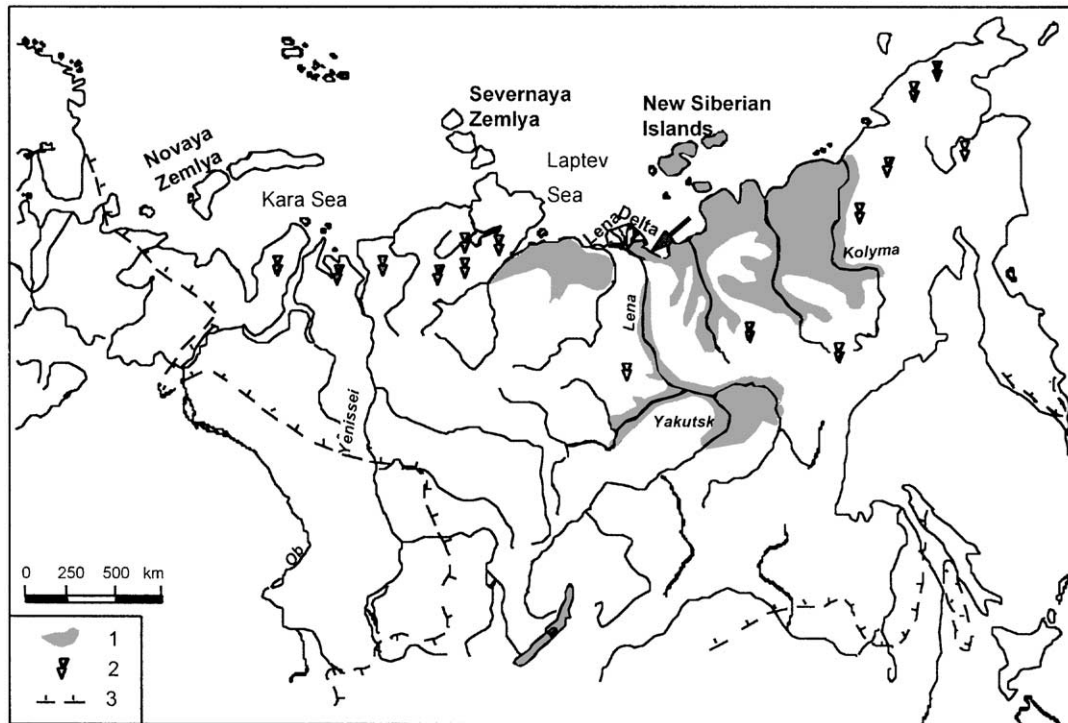 Severnaya
Zemlya
New Siberian
Islands
Novaya
Zemlya
Laptev
Sea
Kara Sea
Lena Delta
Kolyma
Lena
Yakutsk
Yenissei
Ob
0 250 500 km
1
2
3